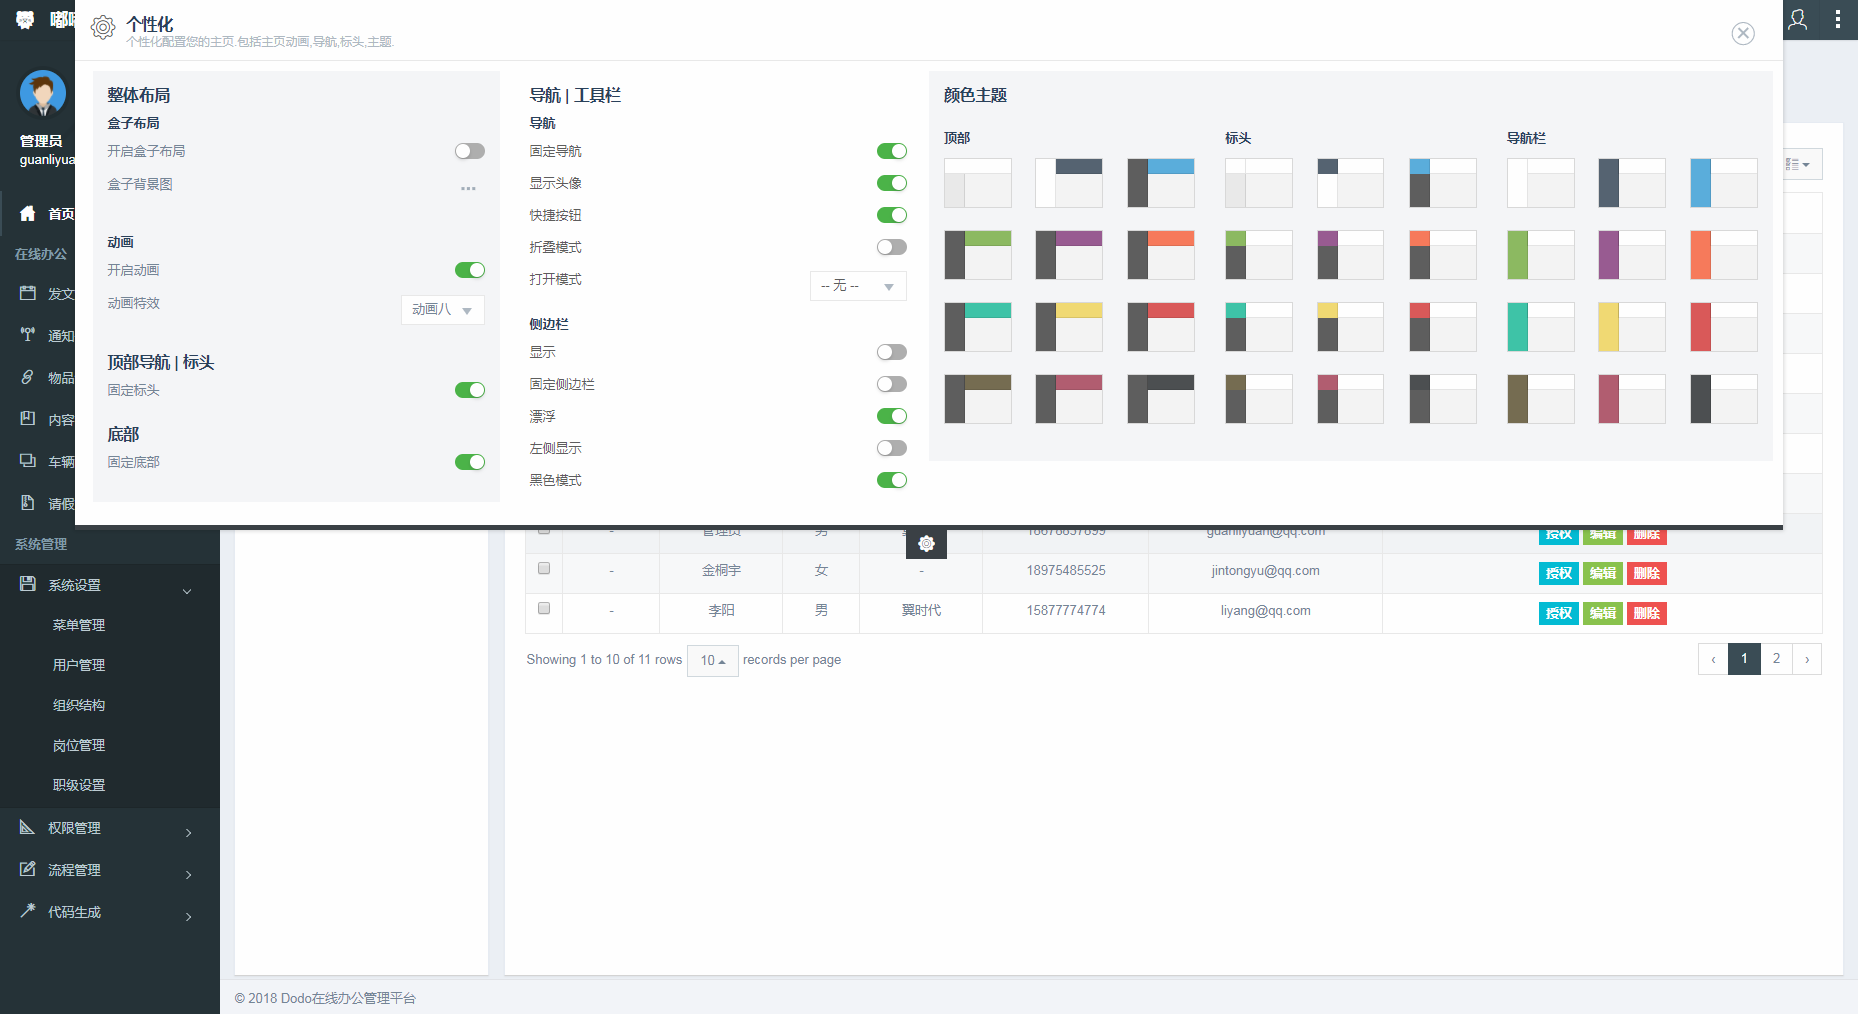 个性化
个性化配置您的主页.包括主页动画,导航,标头,主题.
管理员
guanliyua
首页
在线办公
发文
通知
物品
内容
车辆
请假
系统管理
系统设置
菜单管理
用户管理
组织结构
岗位管理
职级设置
权限管理
流程管理
代码生成
整体布局
盒子布局
开启盒子布局
盒子背景图
...
动画
开启动画
动画特效
动画八
顶部导航 | 标头
固定标头
底部
固定底部
导航 | 工具栏
导航
固定导航
显示头像
快捷按钮
折叠模式
打开模式
-- 无 --
侧边栏
显示
固定侧边栏
漂浮
左侧显示
黑色模式
颜色主题
顶部
标头
导航栏
管理员 男 guanliyuan@qq.com 授权 编辑 删除
- 金桐宇 女 - 18975485525 jintongyu@qq.com 授权 编辑 删除
- 李阳 男 翼时代 15877774774 liyang@qq.com 授权 编辑 删除
Showing 1 to 10 of 11 rows 10 records per page
‹ 1 2 ›
© 2018 Dodo在线办公管理平台